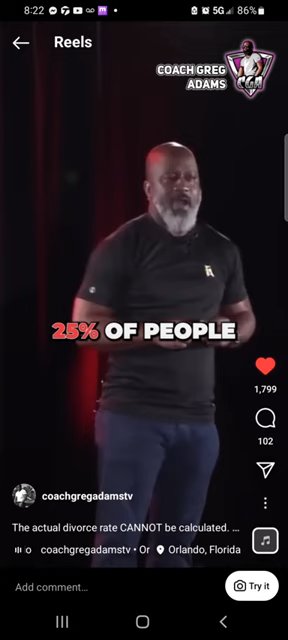 8:22
5G
86%
Reels
COACH GREG
ADAMS
CGA
25% OF PEOPLE
1,799
102
coachgregadamstv
The actual divorce rate CANNOT be calculated. ...
coachgregadamstv • Or
Orlando, Florida
Add comment...
Try it